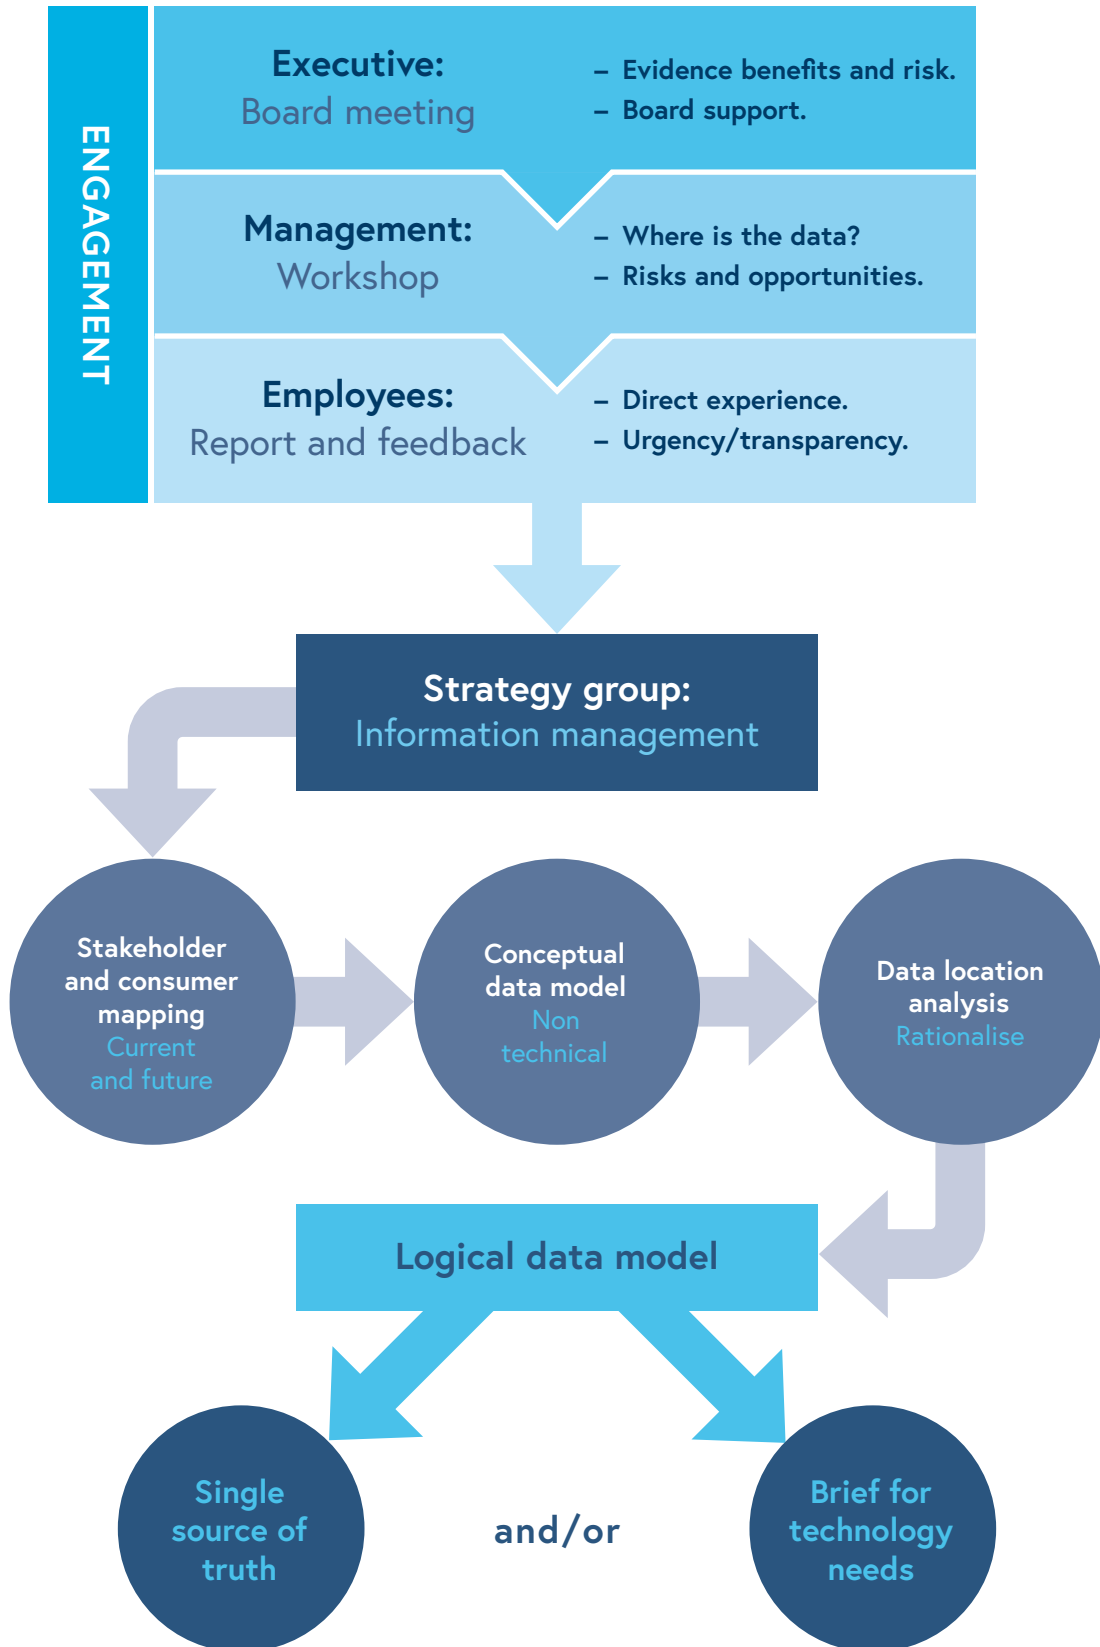 ENGAGEMENT
Executive:
Board meeting
– Evidence benefits and risk.
– Board support.
Management:
Workshop
– Where is the data?
– Risks and opportunities.
Employees:
Report and feedback
– Direct experience.
– Urgency/transparency.
Strategy group:
Information management
Stakeholder
and consumer
mapping
Current
and future
Conceptual
data model
Non
technical
Data location
analysis
Rationalise
Logical data model
Single
source of
truth
and/or
Brief for
technology
needs